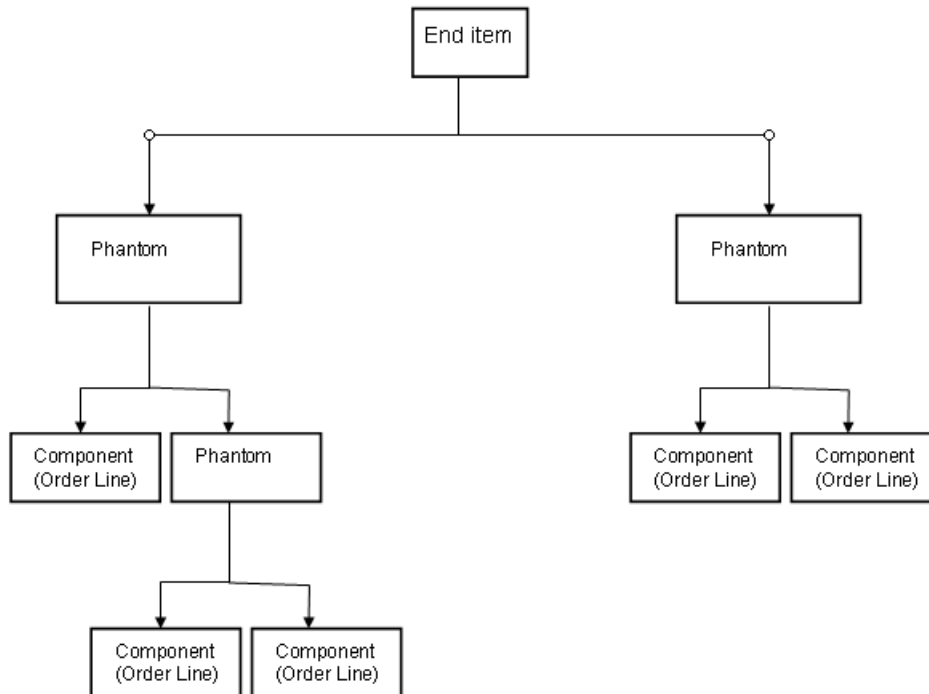 End item
Phantom
Phantom
Component
(Order Line)
Phantom
Component
(Order Line)
Component
(Order Line)
Component
(Order Line)
Component
(Order Line)